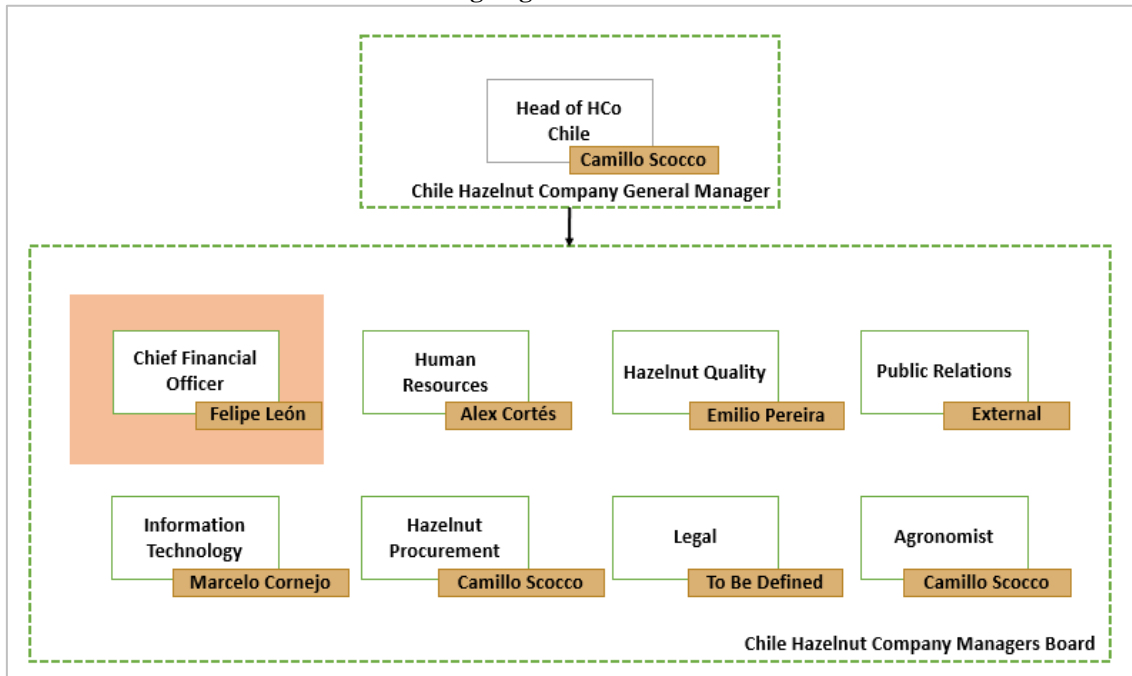 Head of HCo
Chile
Camillo Scocco
Chile Hazelnut Company General Manager
Chief Financial
Officer
Felipe León
Human
Resources
Alex Cortés
Hazelnut Quality
Emilio Pereira
Public Relations
External
Information
Technology
Marcelo Cornejo
Hazelnut
Procurement
Camillo Scocco
Legal
To Be Defined
Agronomist
Camillo Scocco
Chile Hazelnut Company Managers Board